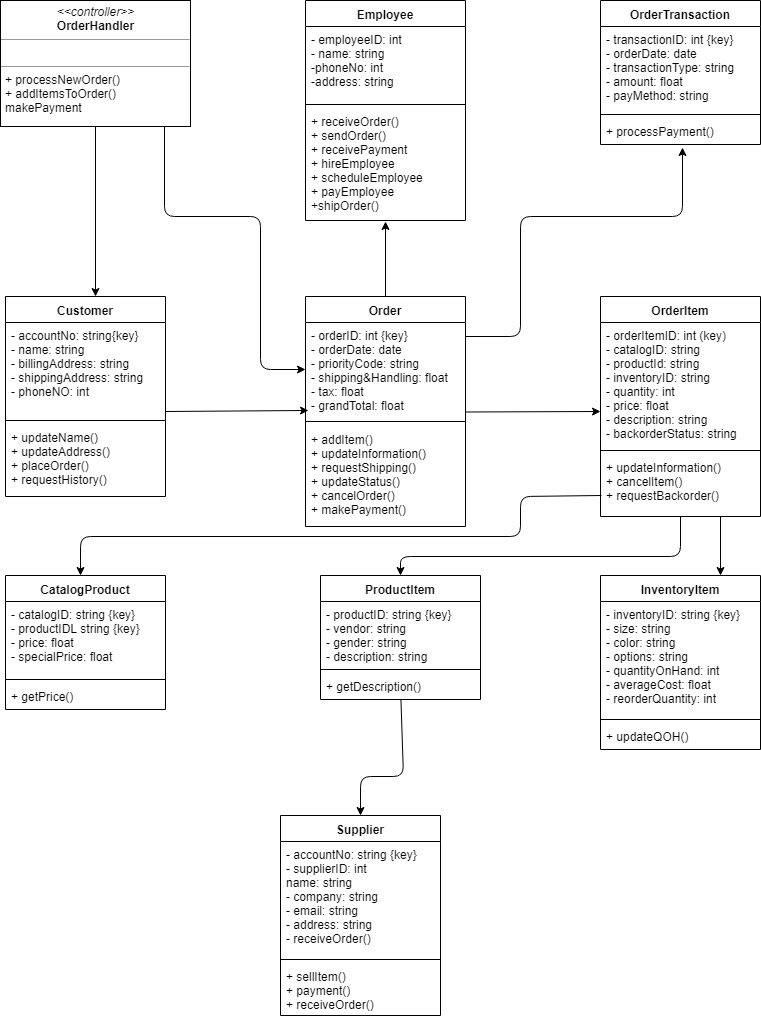 <<controller>>
OrderHandler
+ processNewOrder()
+ addItemsToOrder()
makePayment
Employee
- employeeID: int
- name: string
-phoneNo: int
-address: string
+ receiveOrder()
+ sendOrder()
+ receivePayment
+ hireEmployee
+ scheduleEmployee
+ payEmployee
+shipOrder()
OrderTransaction
- transactionID: int {key}
- orderDate: date
- transactionType: string
- amount: float
- payMethod: string
+ processPayment()
Customer
- accountNo: string{key}
- name: string
- billingAddress: string
- shippingAddress: string
- phoneNO: int
+ updateName()
+ updateAddress()
+ placeOrder()
+ requestHistory()
Order
- orderID: int {key}
- orderDate: date
- priorityCode: string
- shipping&Handling: float
- tax: float
- grandTotal: float
+ addItem()
+ updateInformation()
+ requestShipping()
+ updateStatus()
+ cancelOrder()
+ makePayment()
OrderItem
- orderItemID: int (key)
- catalogID: string
- productId: string
- inventoryID: string
- quantity: int
- price: float
- description: string
- backorderStatus: string
+ updateInformation()
+ cancelItem()
+ requestBackorder()
CatalogProduct
- catalogID: string {key}
- productIDL string {key}
- price: float
- specialPrice: float
+ getPrice()
ProductItem
- productID: string {key}
- vendor: string
- gender: string
- description: string
+ getDescription()
InventoryItem
- inventoryID: string {key}
- size: string
- color: string
- options: string
- quantityOnHand: int
- averageCost: float
- reorderQuantity: int
+ updateQOH()
Supplier
- accountNo: string {key}
- supplierID: int
name: string
- company: string
- email: string
- address: string
- receiveOrder()
+ sellItem()
+ payment()
+ receiveOrder()